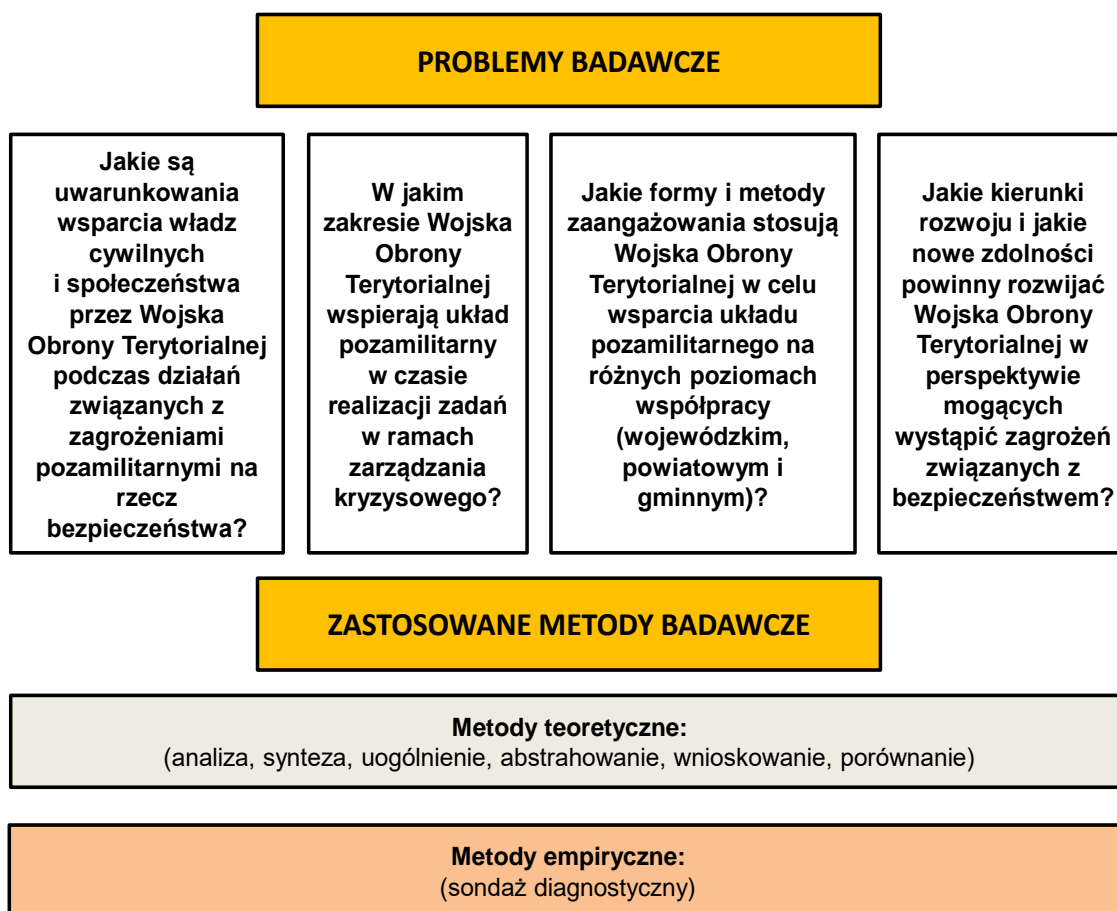 PROBLEMY BADAWCZE
Jakie są
uwarunkowania
wsparcia władz
cywilnych
i społeczeństwa
przez Wojska
Obrony Terytorialnej
podczas działań
związanych z
zagrożeniami
pozamilitarnymi na
rzecz
bezpieczeństwa?
W jakim
zakresie Wojska
Obrony
Terytorialnej
wspierają układ
pozamilitarny
w czasie
realizacji zadań
w ramach
zarządzania
kryzysowego?
Jakie formy i metody
zaangażowania stosują
Wojska Obrony
Terytorialnej w celu
wsparcia układu
pozamilitarnego na
różnych poziomach
współpracy
(wojewódzkim,
powiatowym i
gminnym)?
Jakie kierunki
rozwoju i jakie
nowe zdolności
powinny rozwijać
Wojska Obrony
Terytorialnej w
perspektywie
mogących
wystąpić zagrożeń
związanych z
bezpieczeństwem?
ZASTOSOWANE METODY BADAWCZE
Metody teoretyczne:
(analiza, synteza, uogólnienie, abstrahowanie, wnioskowanie, porównanie)
Metody empiryczne:
(sondaż diagnostyczny)